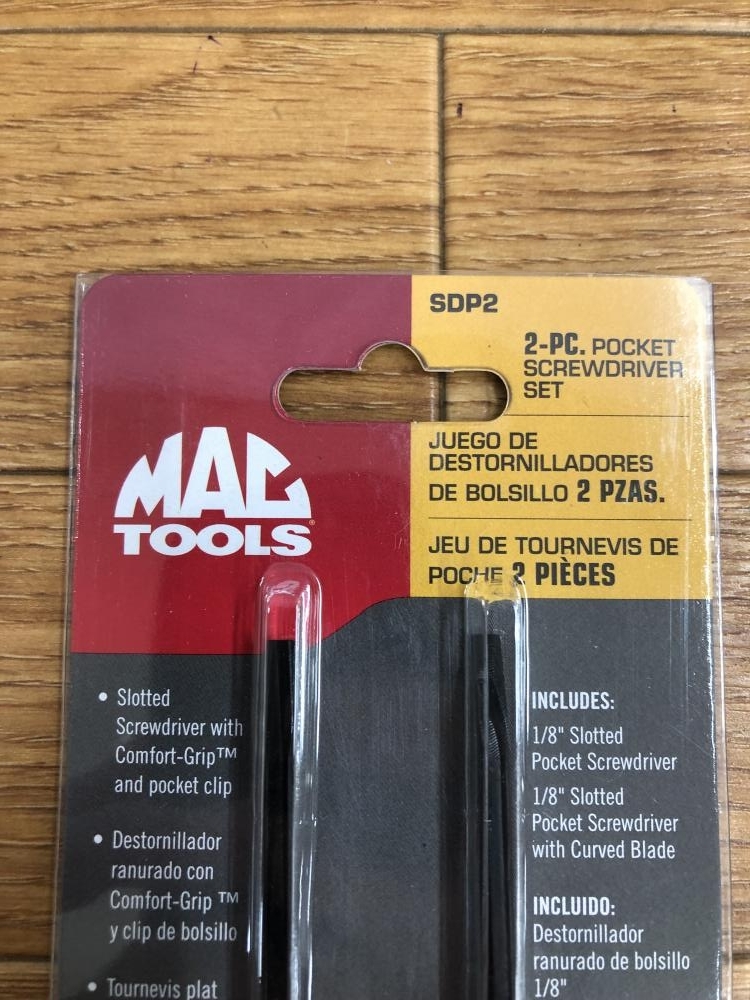 SDP2
2-PC. POCKET
SCREWDRIVER
SET
JUEGO DE
DESTORNILLADORES
DE BOLSILLO 2 PZAS.
JEU DE TOURNEVIS DE
POCHE 2 PIÈCES
MAC
TOOLS®
• Slotted
Screwdriver with
Comfort-Grip™
and pocket clip
• Destornillador
ranurado con
Comfort-Grip ™
y clip de bolsillo
• Tournevis plat
INCLUDES:
1/8" Slotted
Pocket Screwdriver
1/8" Slotted
Pocket Screwdriver
with Curved Blade
INCLUIDO:
Destornillador
ranurado de bolsillo
1/8"